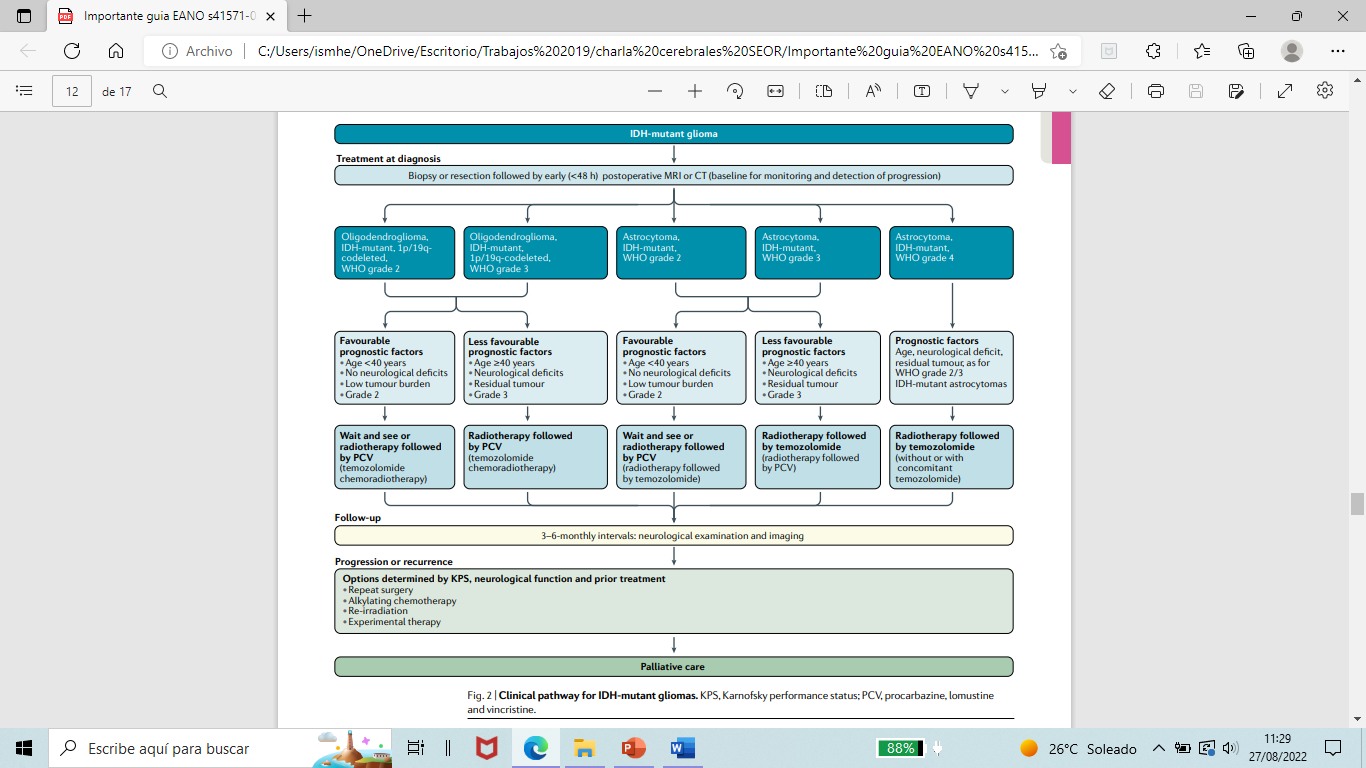 Importante guia EANO s41571-0
Archivo
C:/Users/ismhe/OneDrive/Escritorio/Trabajos%202019/charla%20cerebrales%20SEOR/Importante%20guia%20EANO%20s415...
12 de 17
IDH-mutant glioma
Treatment at diagnosis
Biopsy or resection followed by early (<48 h) postoperative MRI or CT (baseline for monitoring and detection of progression)
Oligodendroglioma,
IDH-mutant, 1p/19q-
codeleted,
WHO grade 2
Oligodendroglioma,
IDH-mutant,
1p/19q-codeleted,
WHO grade 3
Astrocytoma,
IDH-mutant,
WHO grade 2
Astrocytoma,
IDH-mutant,
WHO grade 3
Astrocytoma,
IDH-mutant,
WHO grade 4
Favourable
prognostic factors
• Age <40 years
• No neurological deficits
• Low tumour burden
• Grade 2
Less favourable
prognostic factors
• Age ≥40 years
• Neurological deficits
• Residual tumour
• Grade 3
Favourable
prognostic factors
• Age <40 years
• No neurological deficits
• Low tumour burden
• Grade 2
Less favourable
prognostic factors
• Age ≥40 years
• Neurological deficits
• Residual tumour
• Grade 3
Prognostic factors
Age, neurological deficit,
residual tumour, as for
WHO grade 2/3
IDH-mutant astrocytomas
Wait and see or
radiotherapy followed
by PCV
(temozolomide
chemoradiotherapy)
Radiotherapy followed
by PCV
(temozolomide
chemoradiotherapy)
Wait and see or
radiotherapy followed
by PCV
(radiotherapy followed
by temozolomide)
Radiotherapy followed
by temozolomide
(radiotherapy followed
by PCV)
Radiotherapy followed
by temozolomide
(without or with
concomitant
temozolomide)
Follow-up
3–6-monthly intervals: neurological examination and imaging
Progression or recurrence
Options determined by KPS, neurological function and prior treatment
• Repeat surgery
• Alkylating chemotherapy
• Re-irradiation
• Experimental therapy
Palliative care
Fig. 2 | Clinical pathway for IDH-mutant gliomas. KPS, Karnofsky performance status; PCV, procarbazine, lomustine
and vincristine.
Escribe aquí para buscar
88%
26°C Soleado
11:29
27/08/2022